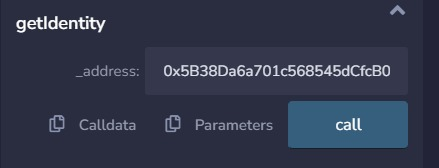 getIdentity
_address: 0x5B38Da6a701c568545dCfcB0
Calldata Parameters call